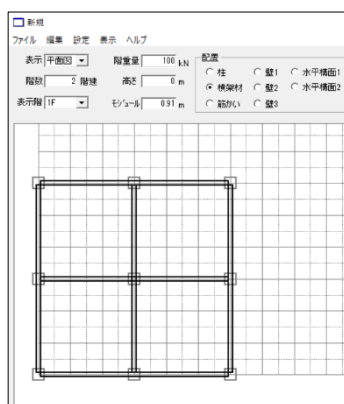 新規
ファイル 編集 設定 表示 ヘルプ
表示 平面図 階重量 100 kN 配置
階数 2 階建 高さ 0 m
表示階 1F モジュール 0.91 m
柱 壁1 水平構面1
横架材 壁2 水平構面2
筋かい 壁3